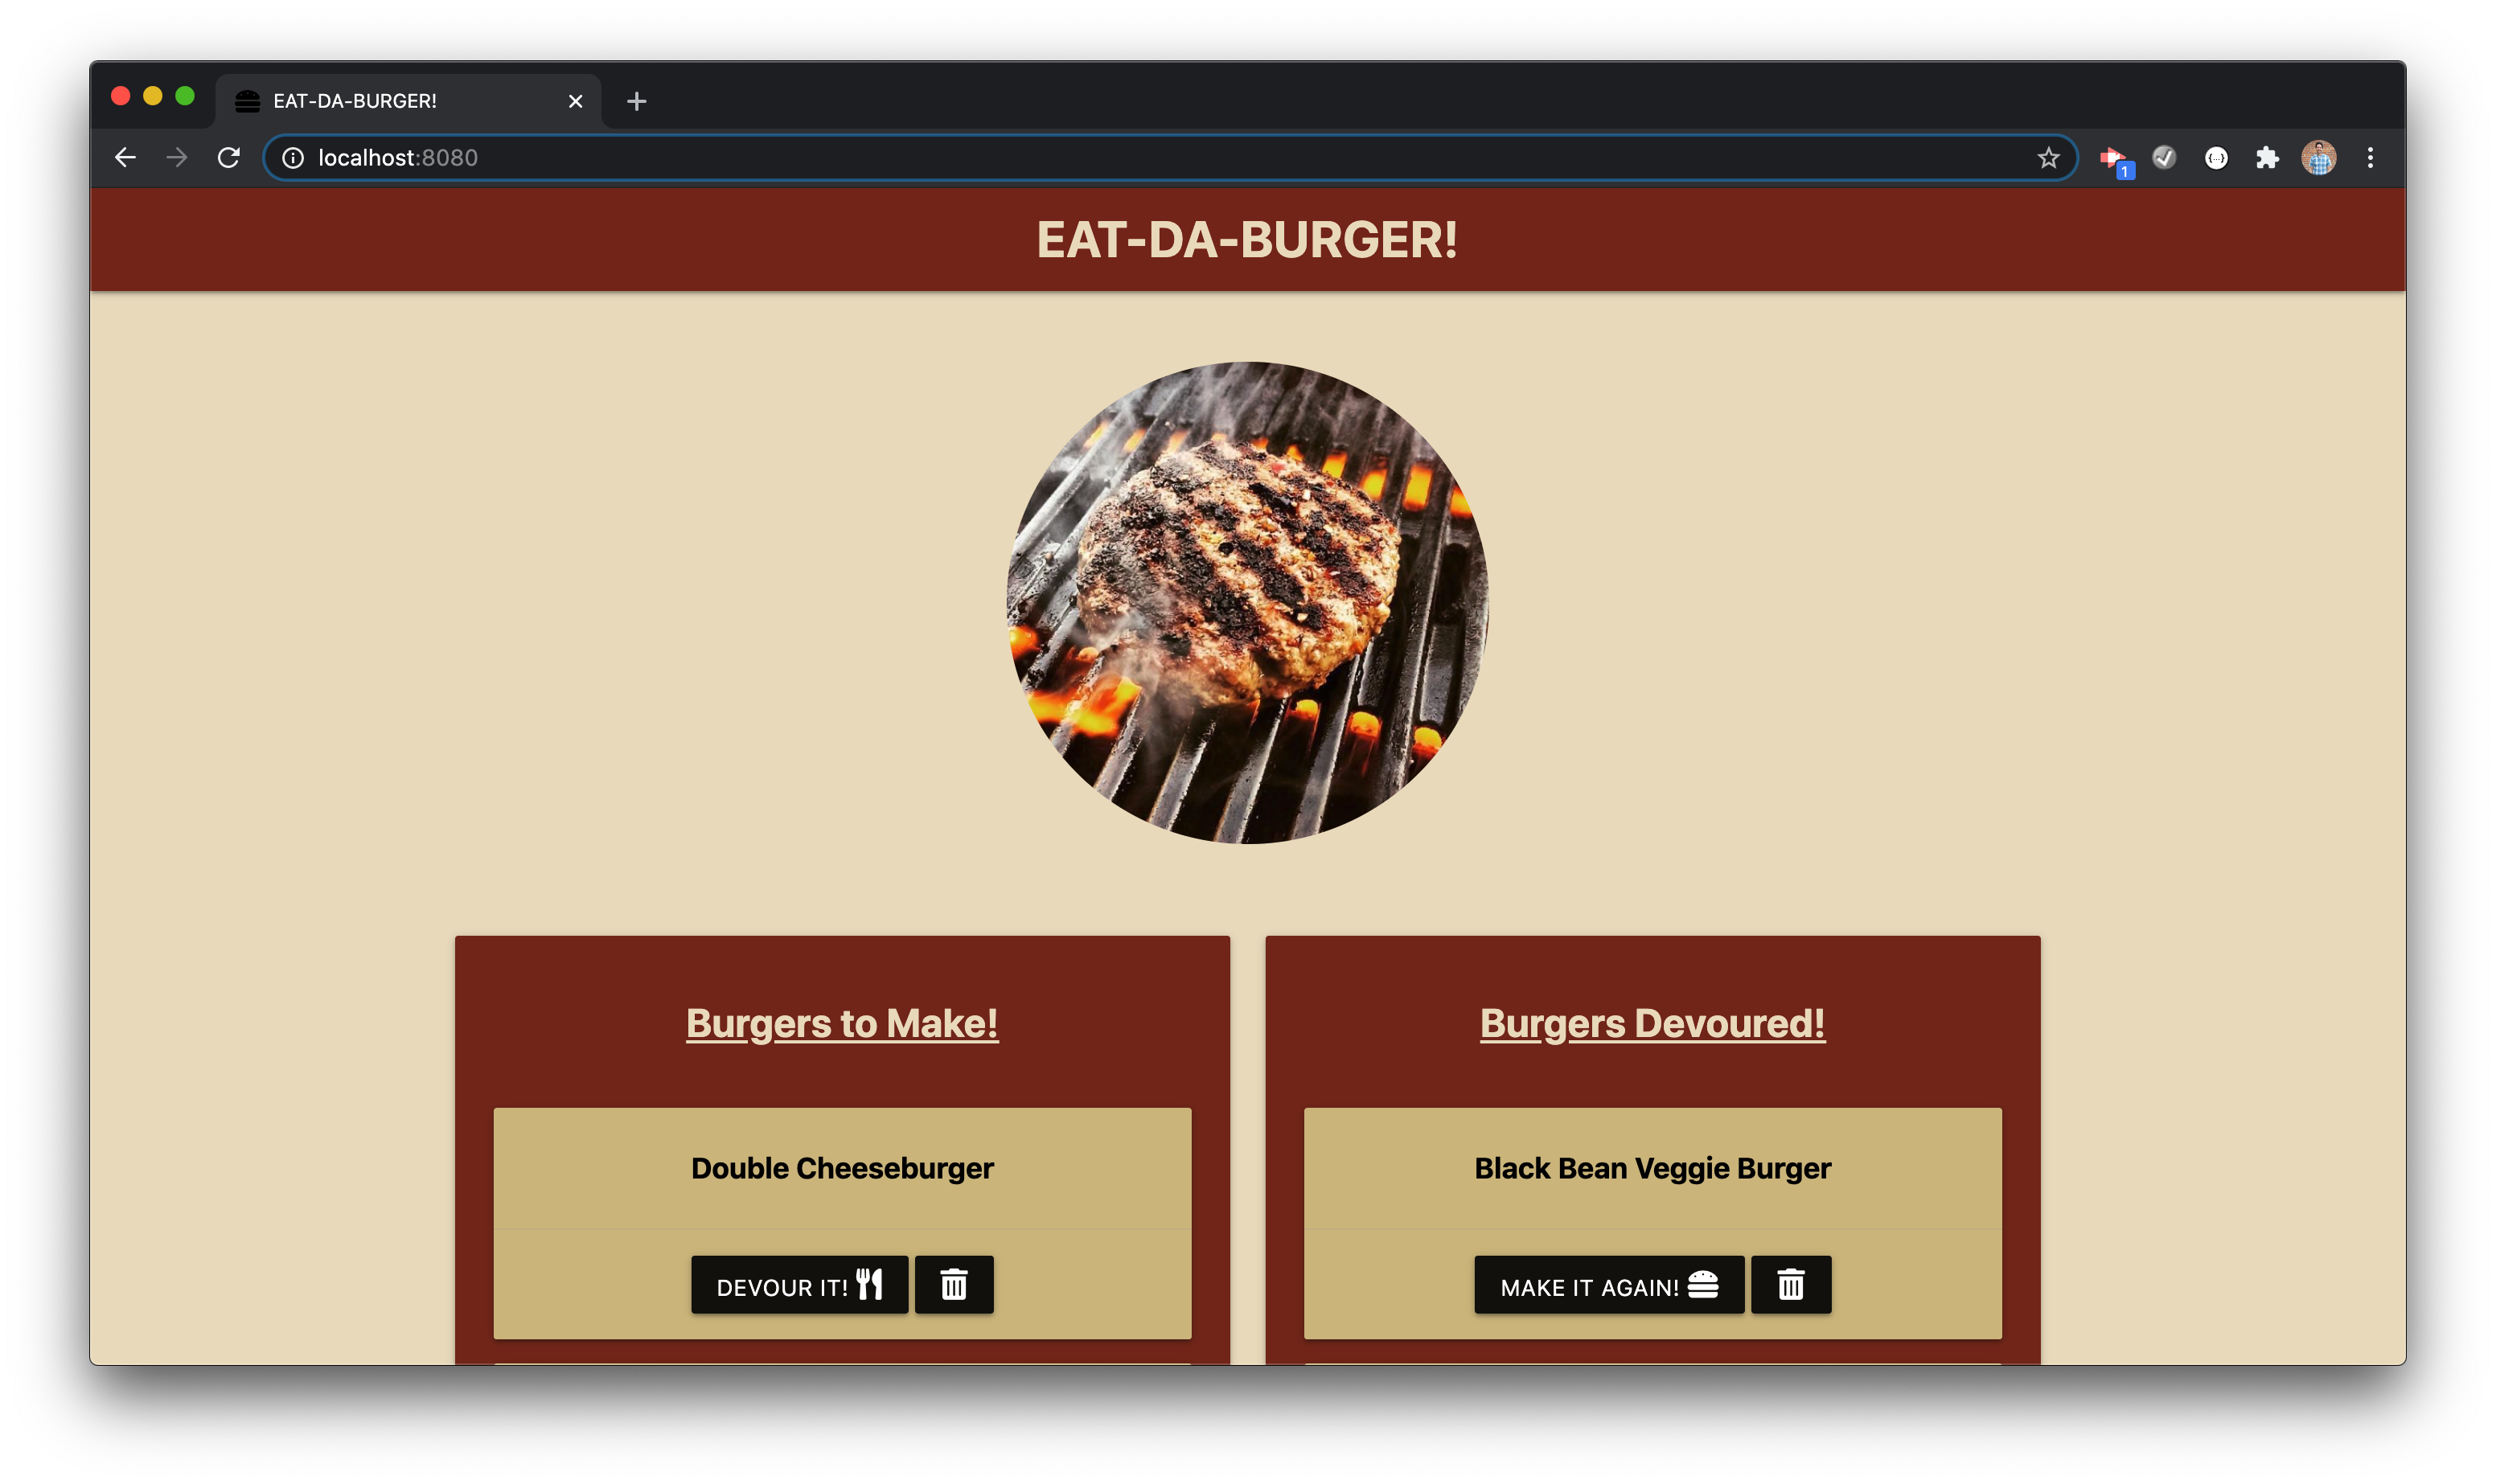 EAT-DA-BURGER!
localhost:8080
1
EAT-DA-BURGER!
Burgers to Make!
Double Cheeseburger
DEVOUR IT!
Burgers Devoured!
Black Bean Veggie Burger
MAKE IT AGAIN!